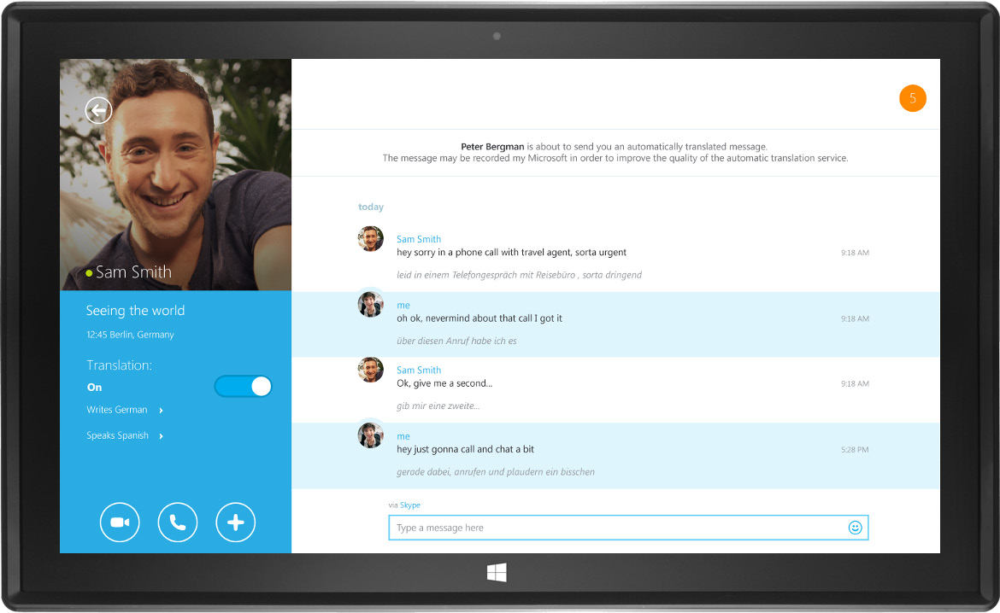 5
Peter Bergman is about to send you an automatically translated message.
The message may be recorded my Microsoft in order to improve the quality of the automatic translation service.
Sam Smith
Seeing the world
12:45 Berlin, Germany
Translation:
On
Writes German
Speaks Spanish
today
Sam Smith
hey sorry in a phone call with travel agent, sorta urgent
9:18 AM
leid in einem Telefongespräch mit Reisebüro , sorta dringend
me
oh ok, nevermind about that call I got it
9:18 AM
über diesen Anruf habe ich es
Sam Smith
Ok, give me a second...
9:18 AM
gib mir eine zweite...
me
hey just gonna call and chat a bit
5:28 PM
gerade dabei, anrufen und plaudern ein bisschen
via Skype
Type a message here